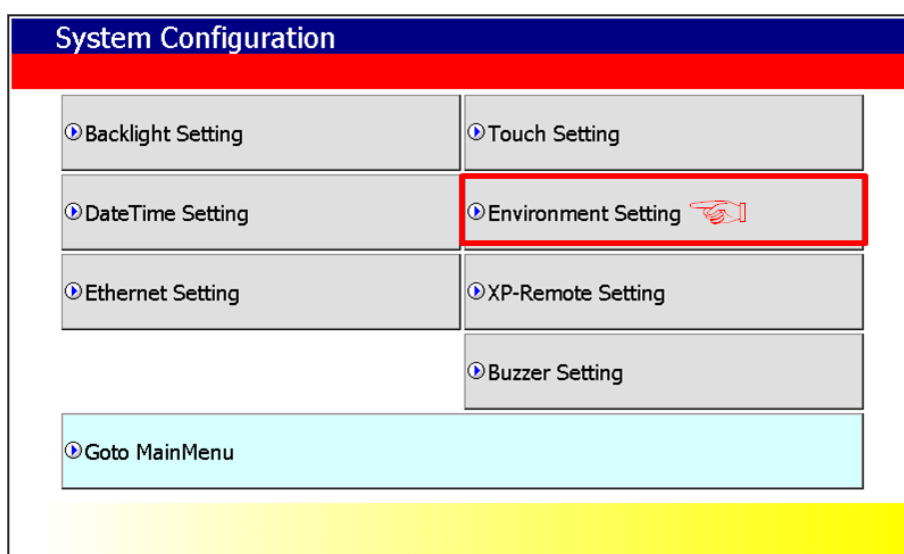 System Configuration
Backlight Setting
Touch Setting
DateTime Setting
Environment Setting
Ethernet Setting
XP-Remote Setting
Buzzer Setting
Goto MainMenu